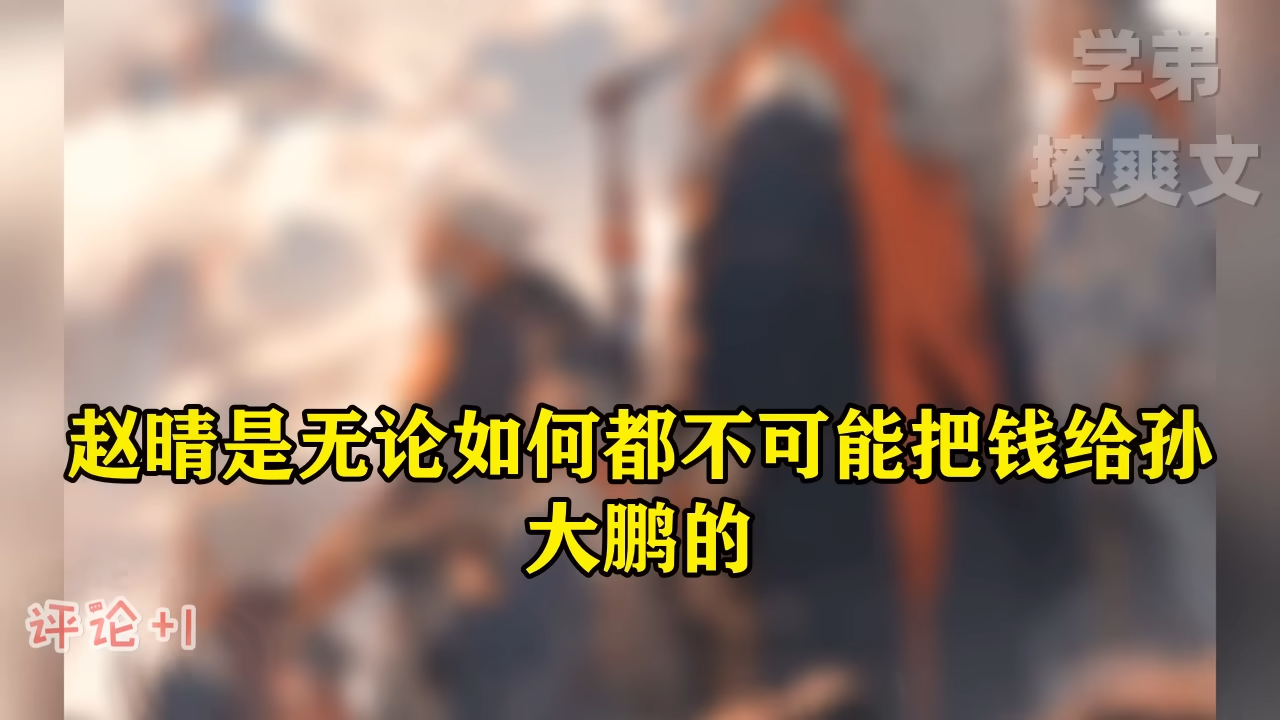 学弟
撩爽文
赵晴是无论如何都不可能把钱给孙
大鹏的
评论+1